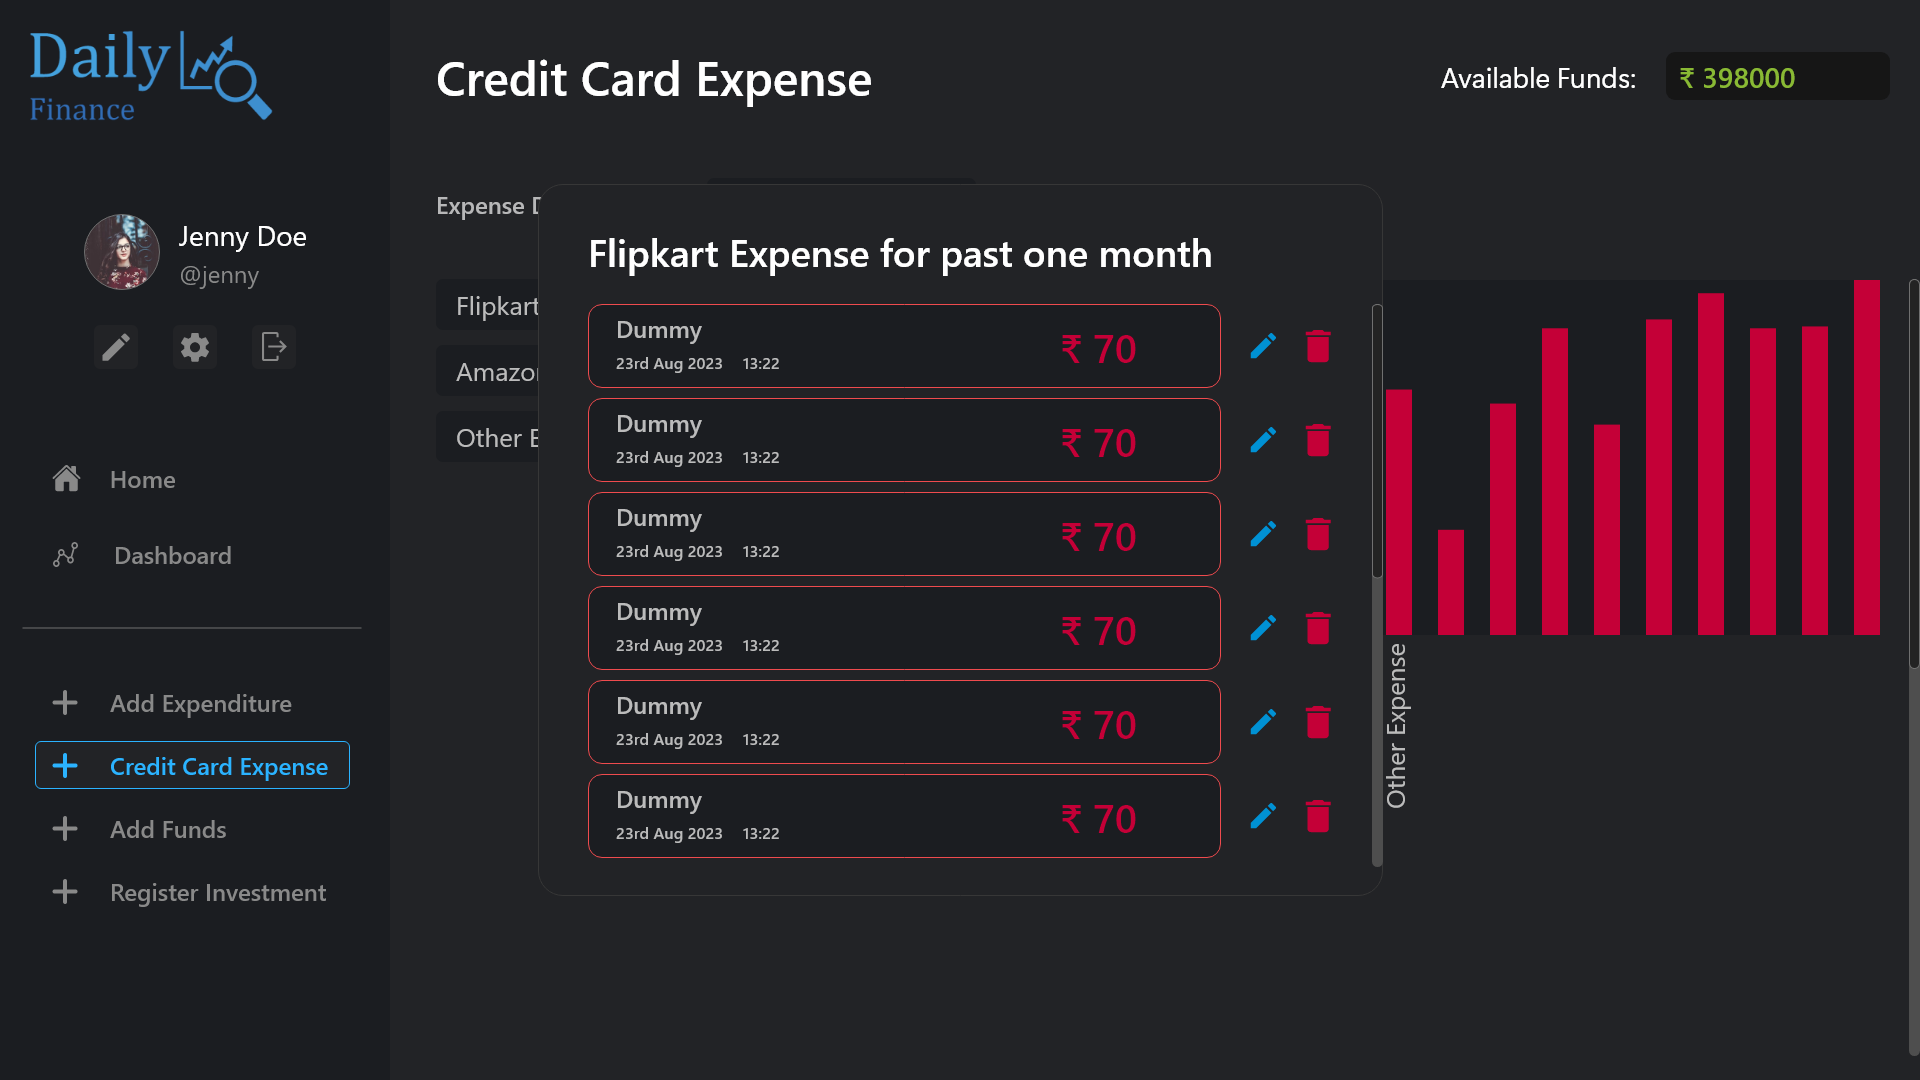 Daily
Finance
Jenny Doe
@jenny
Home
Dashboard
Add Expenditure
Credit Card Expense
Add Funds
Register Investment
Credit Card Expense
Available Funds:
₹ 398000
Expense
Flipkart
Amazon
Other
Flipkart Expense for past one month
Dummy
23rd Aug 2023 13:22
₹ 70
Dummy
23rd Aug 2023 13:22
₹ 70
Dummy
23rd Aug 2023 13:22
₹ 70
Dummy
23rd Aug 2023 13:22
₹ 70
Dummy
23rd Aug 2023 13:22
₹ 70
Dummy
23rd Aug 2023 13:22
₹ 70
Other Expense